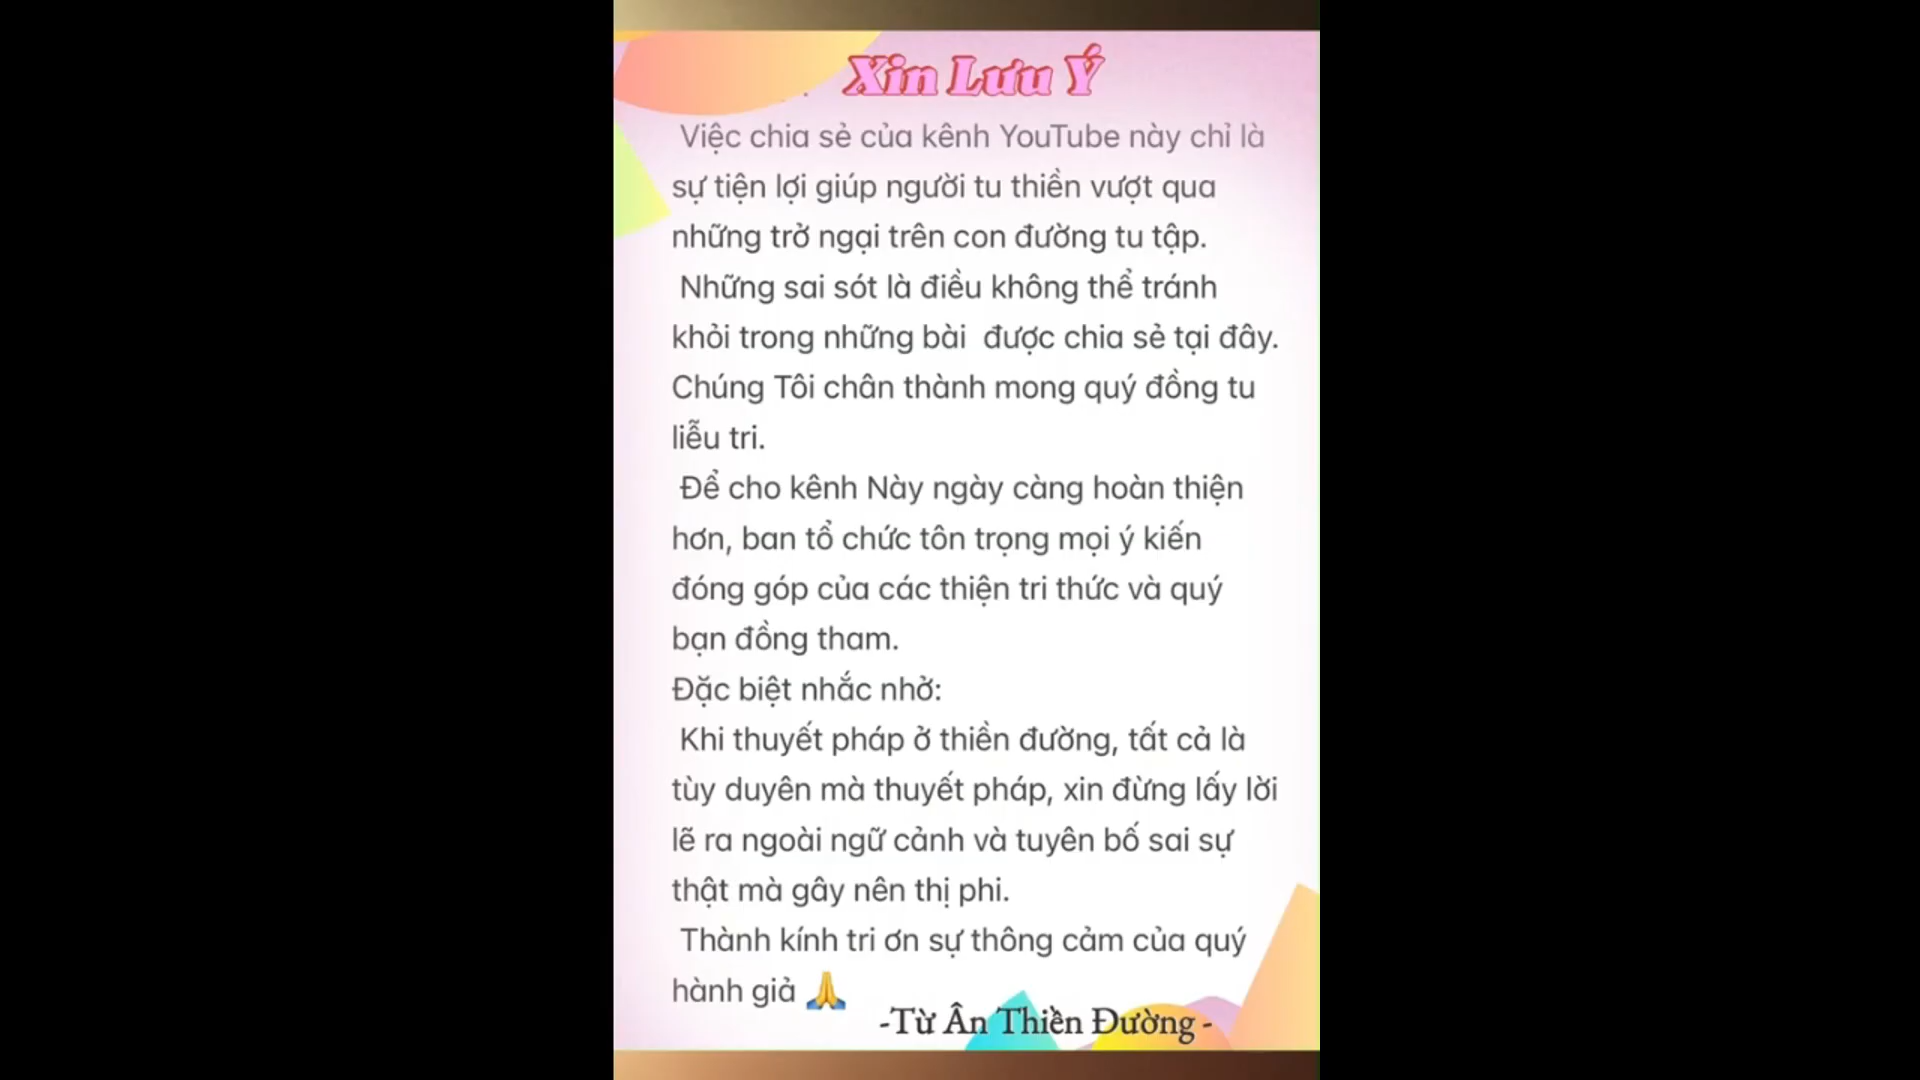 Xin Lưu Ý
Việc chia sẻ của kênh YouTube này chỉ là
sự tiện lợi giúp người tu thiền vượt qua
những trở ngại trên con đường tu tập.
Những sai sót là điều không thể tránh
khỏi trong những bài  được chia sẻ tại đây.
Chúng Tôi chân thành mong quý đồng tu
liễu tri.
Để cho kênh Này ngày càng hoàn thiện
hơn, ban tổ chức tôn trọng mọi ý kiến
đóng góp của các thiện tri thức và quý
bạn đồng tham.
Đặc biệt nhắc nhở:
Khi thuyết pháp ở thiền đường, tất cả là
tùy duyên mà thuyết pháp, xin đừng lấy lời
lẽ ra ngoài ngữ cảnh và tuyên bố sai sự
thật mà gây nên thị phi.
Thành kính tri ơn sự thông cảm của quý
hành giả 🙏
-Từ Ân Thiền Đường -